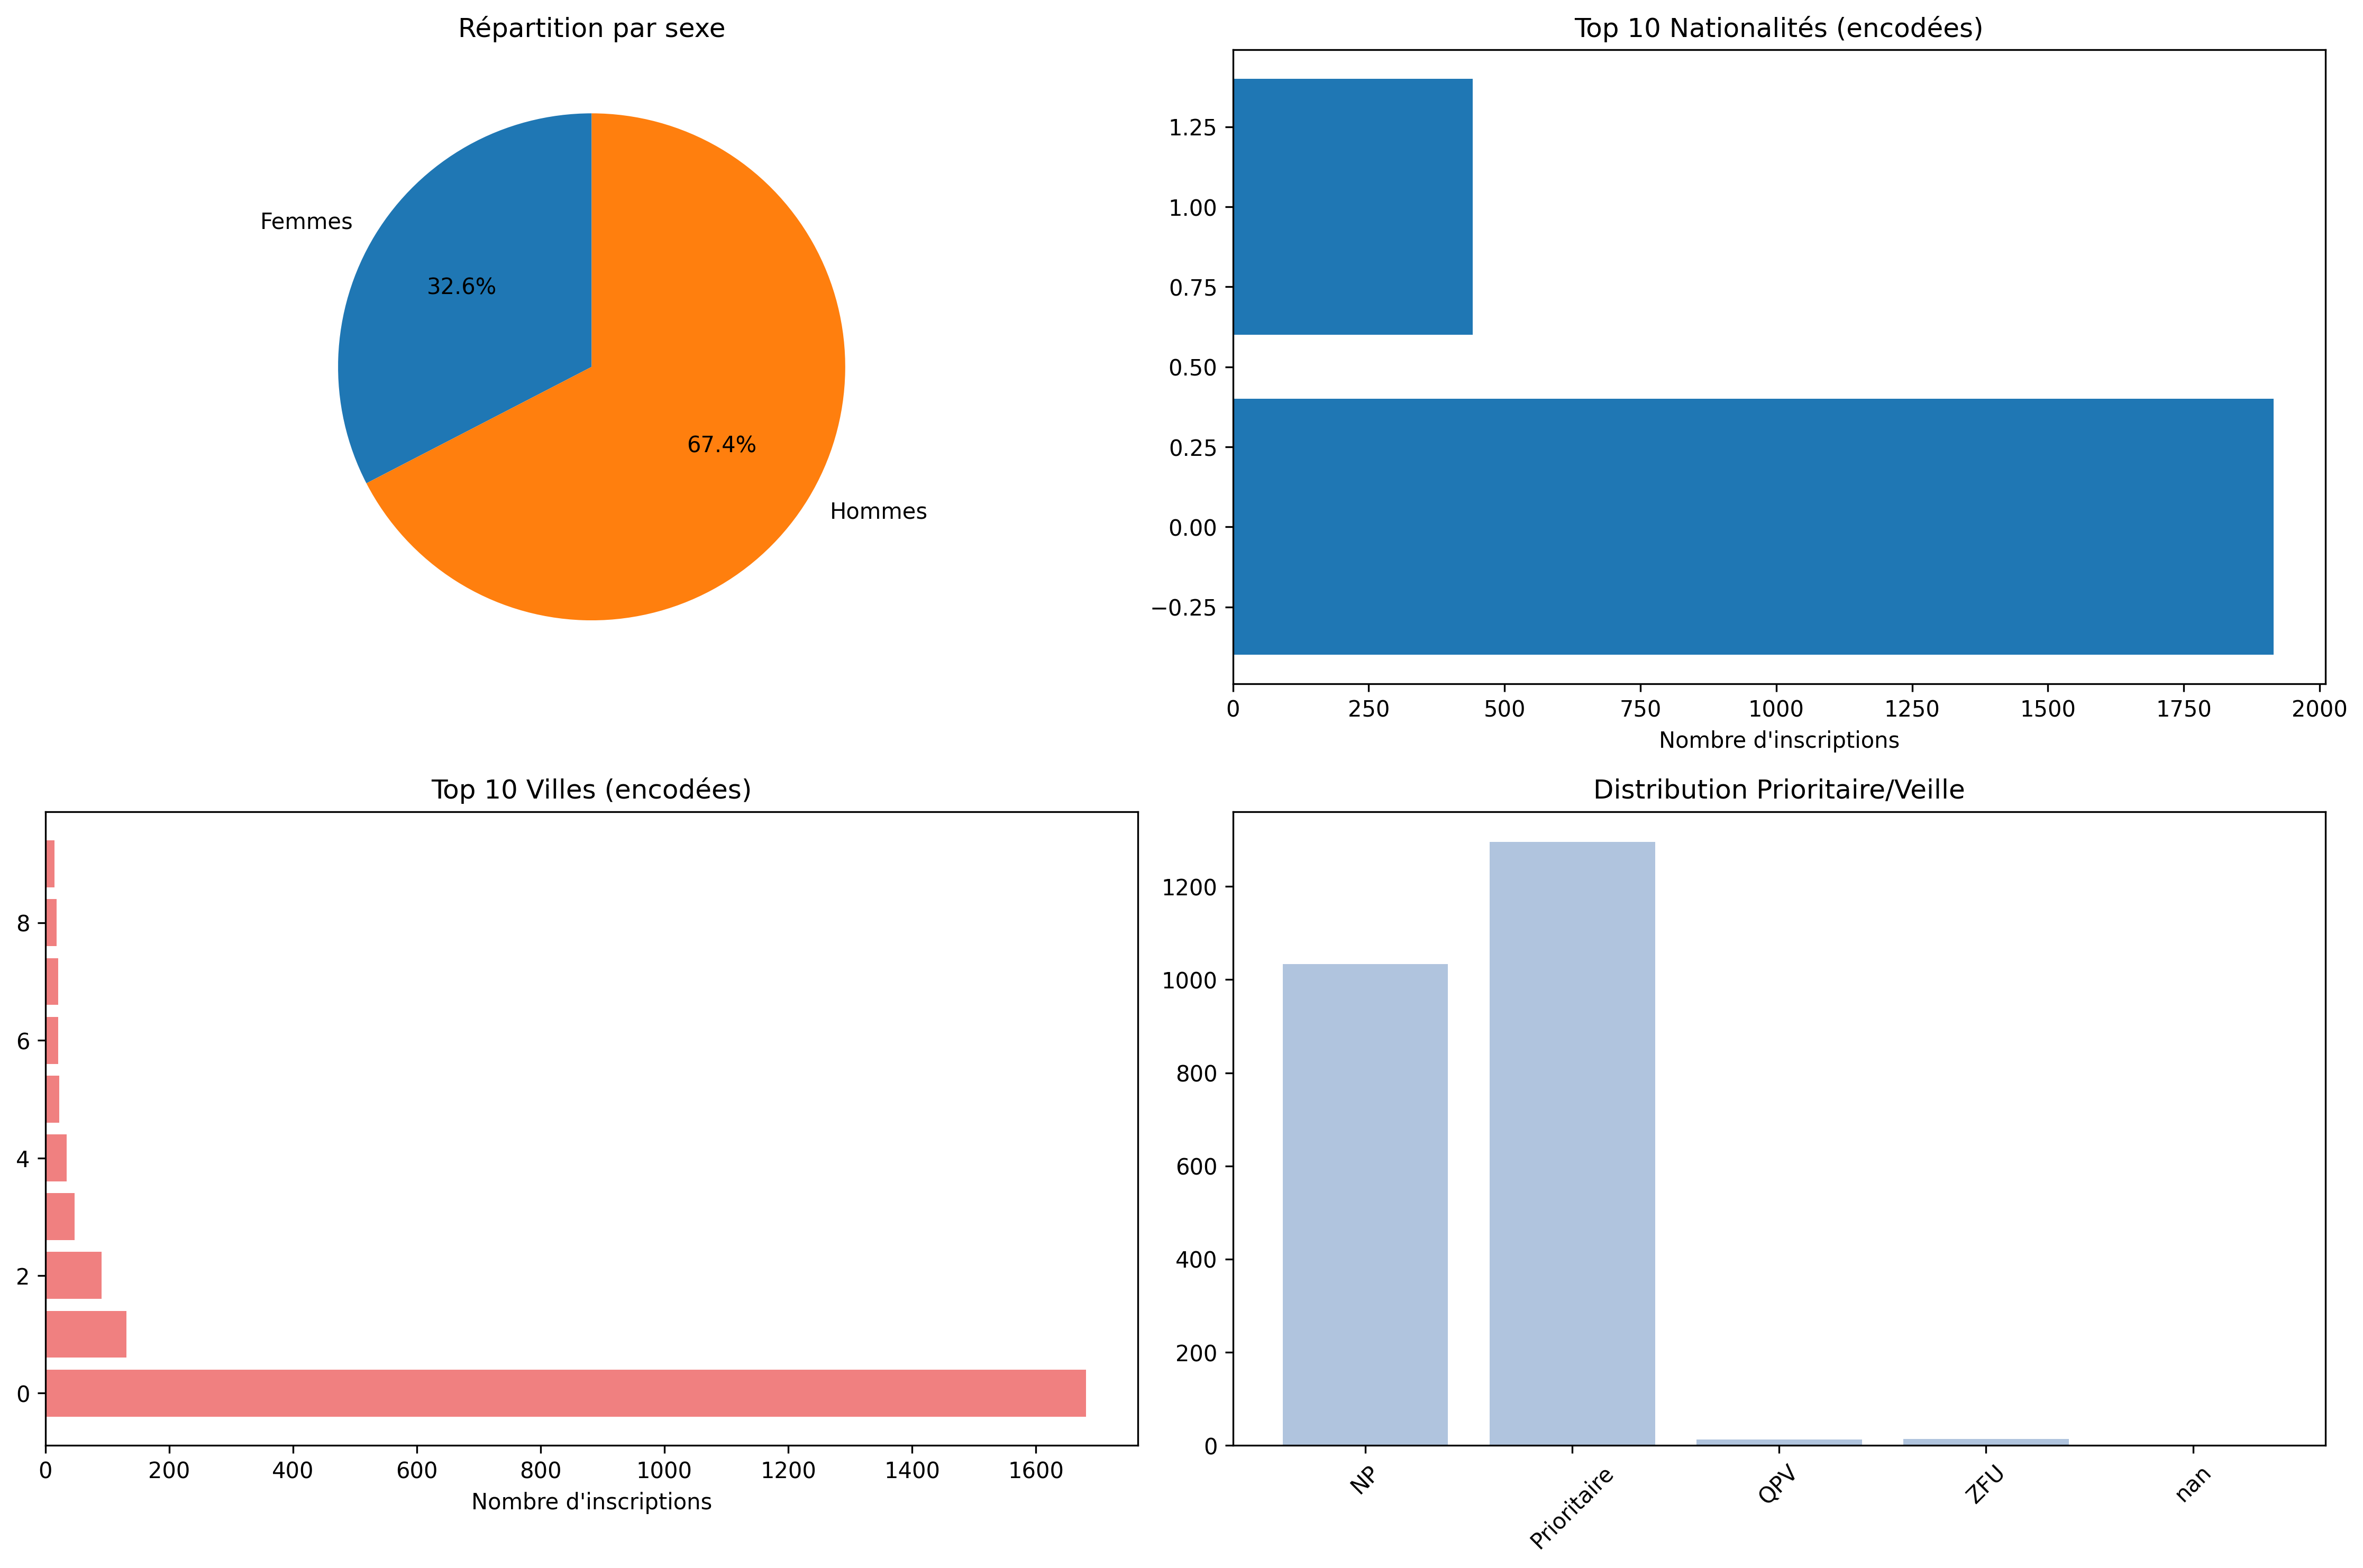 Répartition par sexe
Femmes
32.6%
67.4%
Hommes
Top 10 Nationalités (encodées)
1.25
1.00
0.75
0.50
0.25
0.00
−0.25
0 250 500 750 1000 1250 1500 1750 2000
Nombre d'inscriptions
Top 10 Villes (encodées)
8
6
4
2
0
0 200 400 600 800 1000 1200 1400 1600
Nombre d'inscriptions
Distribution Prioritaire/Veille
1200
1000
800
600
400
200
0
NP Prioritaire QPV ZFU nan